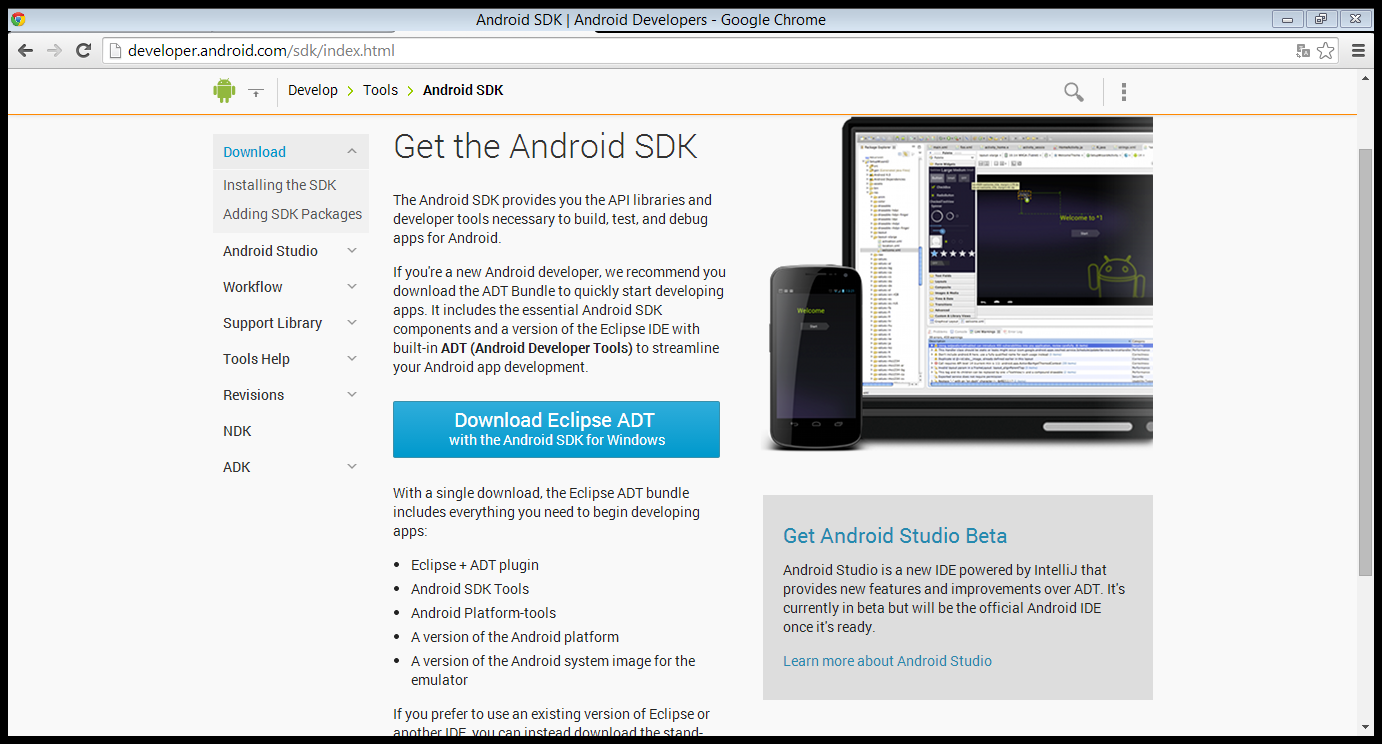 Android SDK | Android Developers - Google Chrome
developer.android.com/sdk/index.html
Develop > Tools > Android SDK
Download
Installing the SDK
Adding SDK Packages
Android Studio
Workflow
Support Library
Tools Help
Revisions
NDK
ADK
Get the Android SDK
The Android SDK provides you the API libraries and
developer tools necessary to build, test, and debug
apps for Android.
If you're a new Android developer, we recommend you
download the ADT Bundle to quickly start developing
apps. It includes the essential Android SDK
components and a version of the Eclipse IDE with
built-in ADT (Android Developer Tools) to streamline
your Android app development.
Download Eclipse ADT
with the Android SDK for Windows
With a single download, the Eclipse ADT bundle
includes everything you need to begin developing
apps:
• Eclipse + ADT plugin
• Android SDK Tools
• Android Platform-tools
• A version of the Android platform
• A version of the Android system image for the
emulator
If you prefer to use an existing version of Eclipse or
another IDE, you can instead download the stand-
Welcome to ^1
Start
Welcome
Start
Get Android Studio Beta
Android Studio is a new IDE powered by IntelliJ that
provides new features and improvements over ADT. It's
currently in beta but will be the official Android IDE
once it's ready.
Learn more about Android Studio